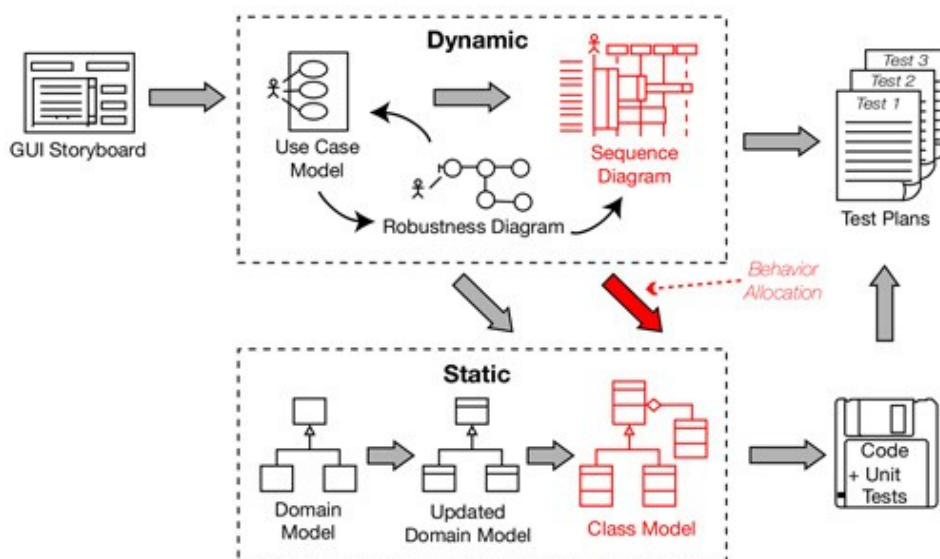 Dynamic
GUI Storyboard
Use Case
Model
Robustness Diagram
Sequence
Diagram
Test 3
Test 2
Test 1
Test Plans
Behavior
Allocation
Static
Domain
Model
Updated
Domain Model
Class Model
Code
+ Unit
Tests